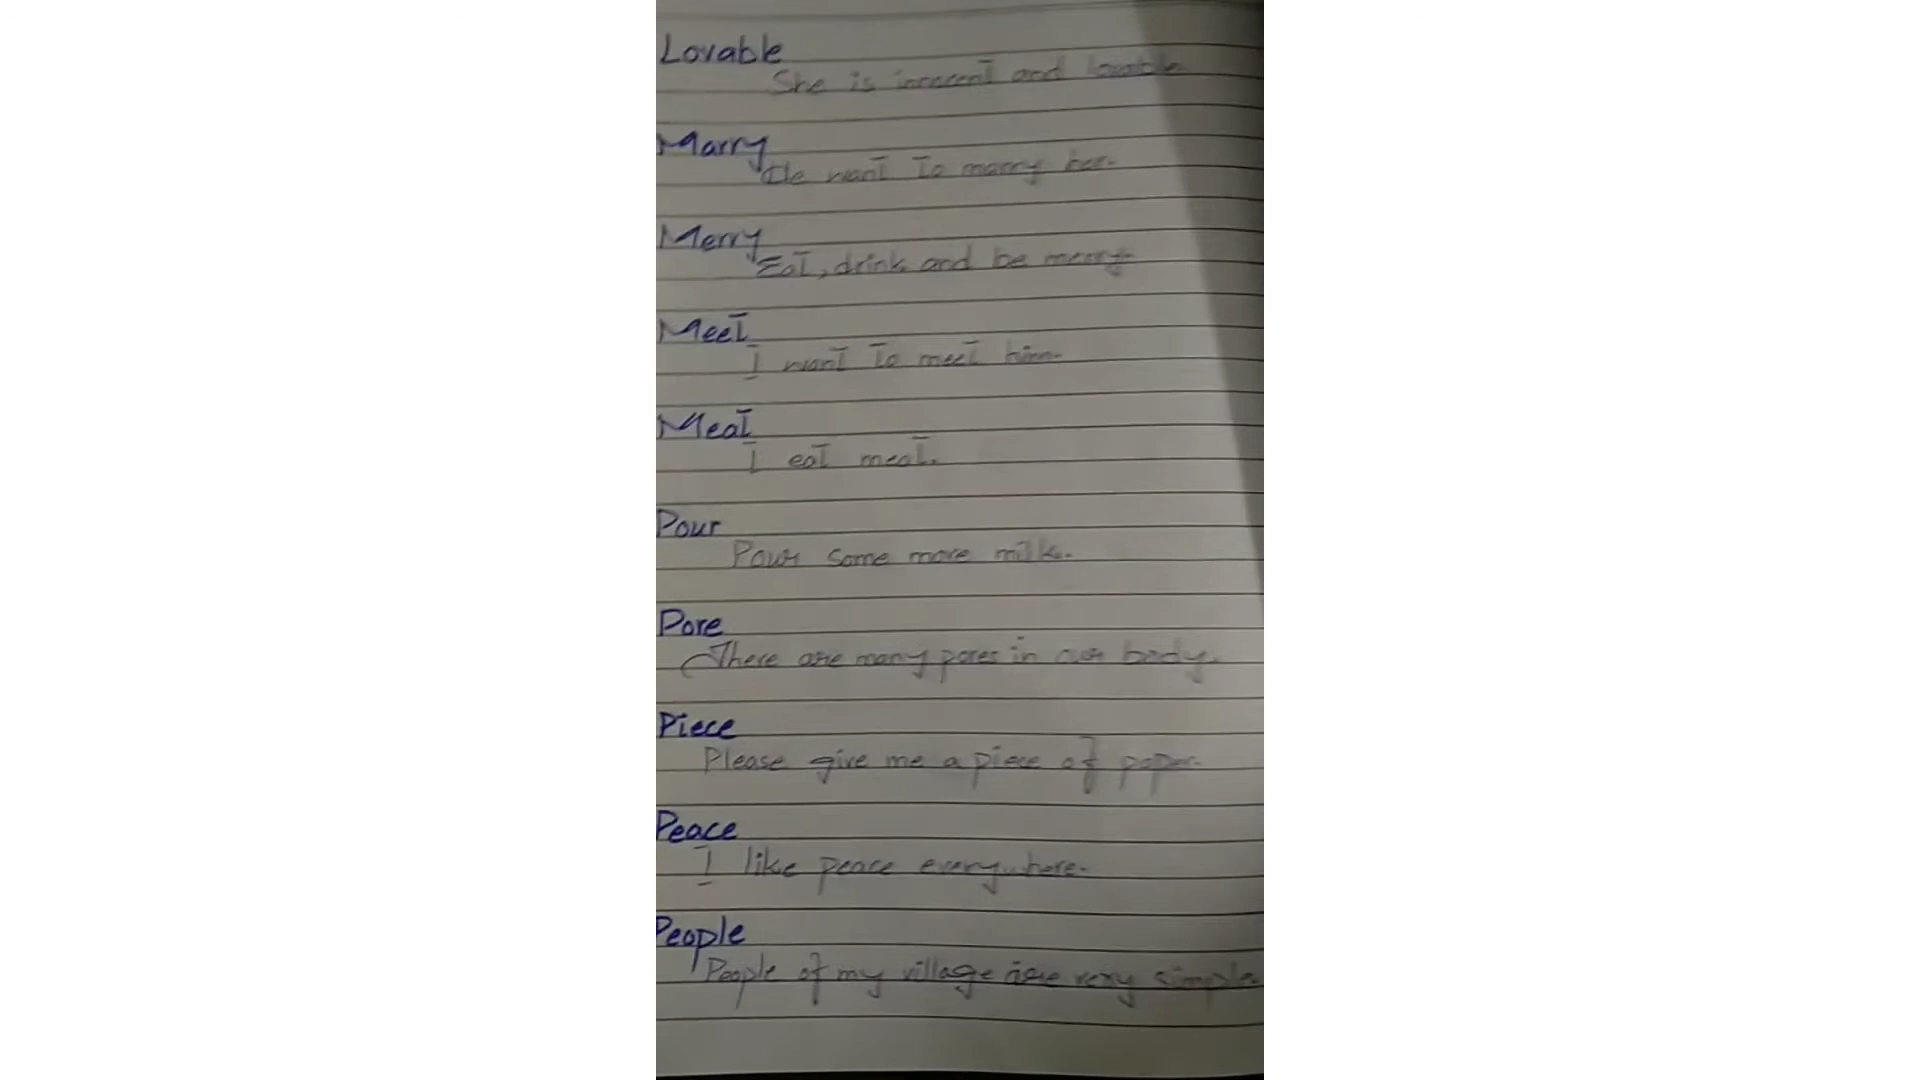 Lovable
She is innocent and lovable.
Marry
He want to marry her.
Merry
Eat, drink and be merry.
Meet
I want to meet him.
Meat
I eat meat.
Pour
Pour some more milk.
Pore
There are many pores in our body.
Piece
Please give me a piece of paper.
Peace
I like peace everywhere.
People
People of my village are very simple.